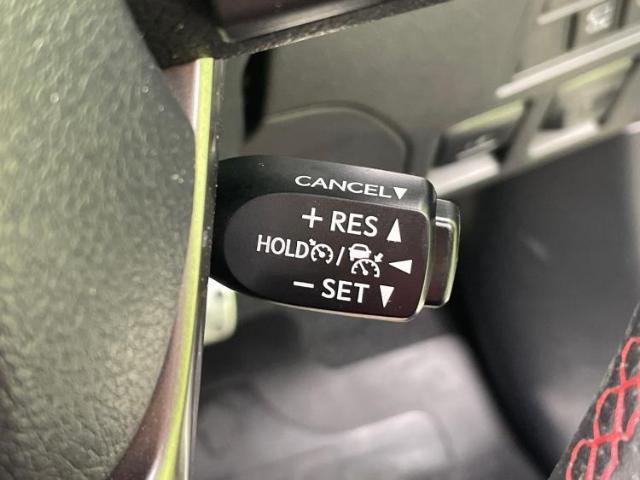 CANCEL▼
+ RES ▲
HOLD / ◀
− SET ▼